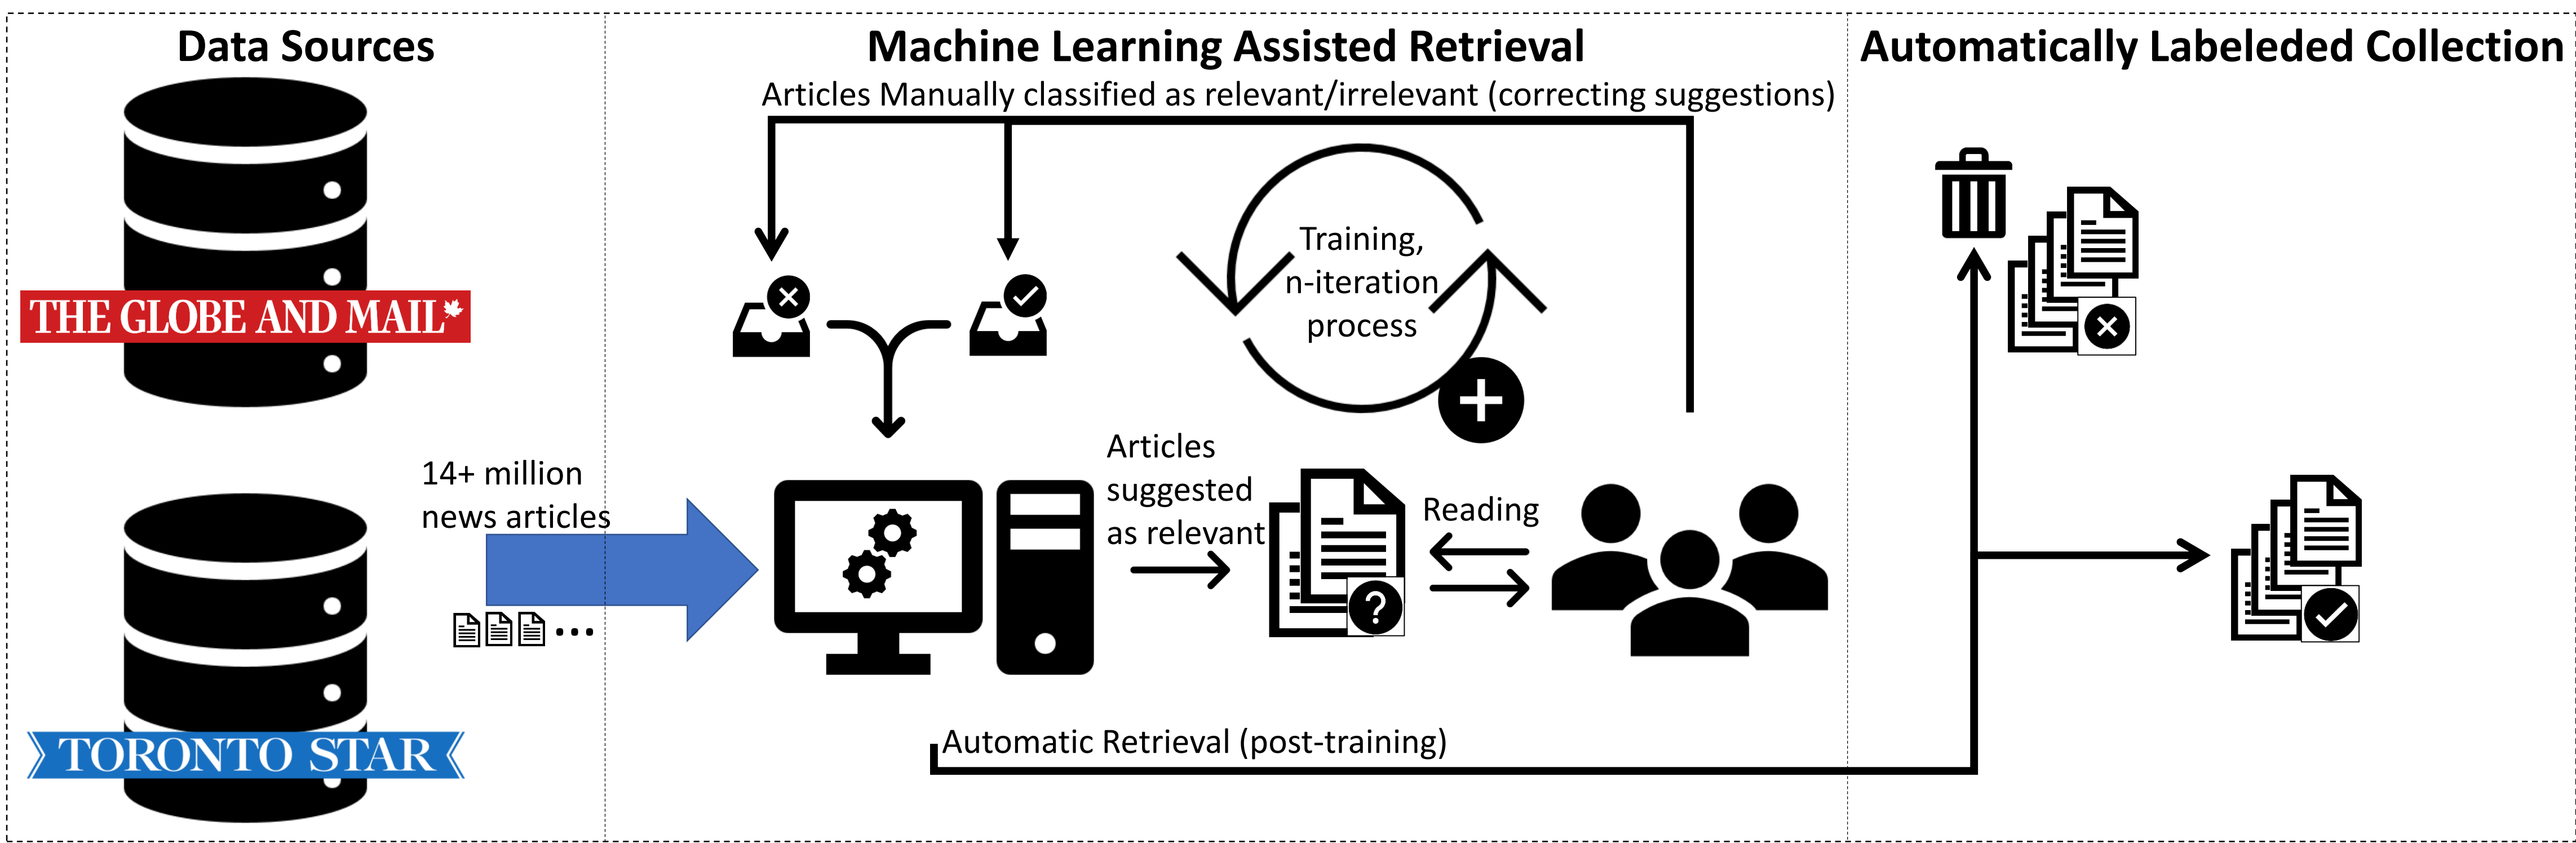 Data Sources
THE GLOBE AND MAIL
TORONTO STAR
14+ million
news articles
...
Machine Learning Assisted Retrieval
Articles Manually classified as relevant/irrelevant (correcting suggestions)
Training,
n-iteration
process
Articles
suggested
as relevant
?
Reading
Automatic Retrieval (post-training)
Automatically Labeleded Collection